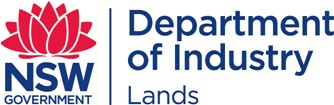 NSW
GOVERNMENT
Department
of Industry
Lands